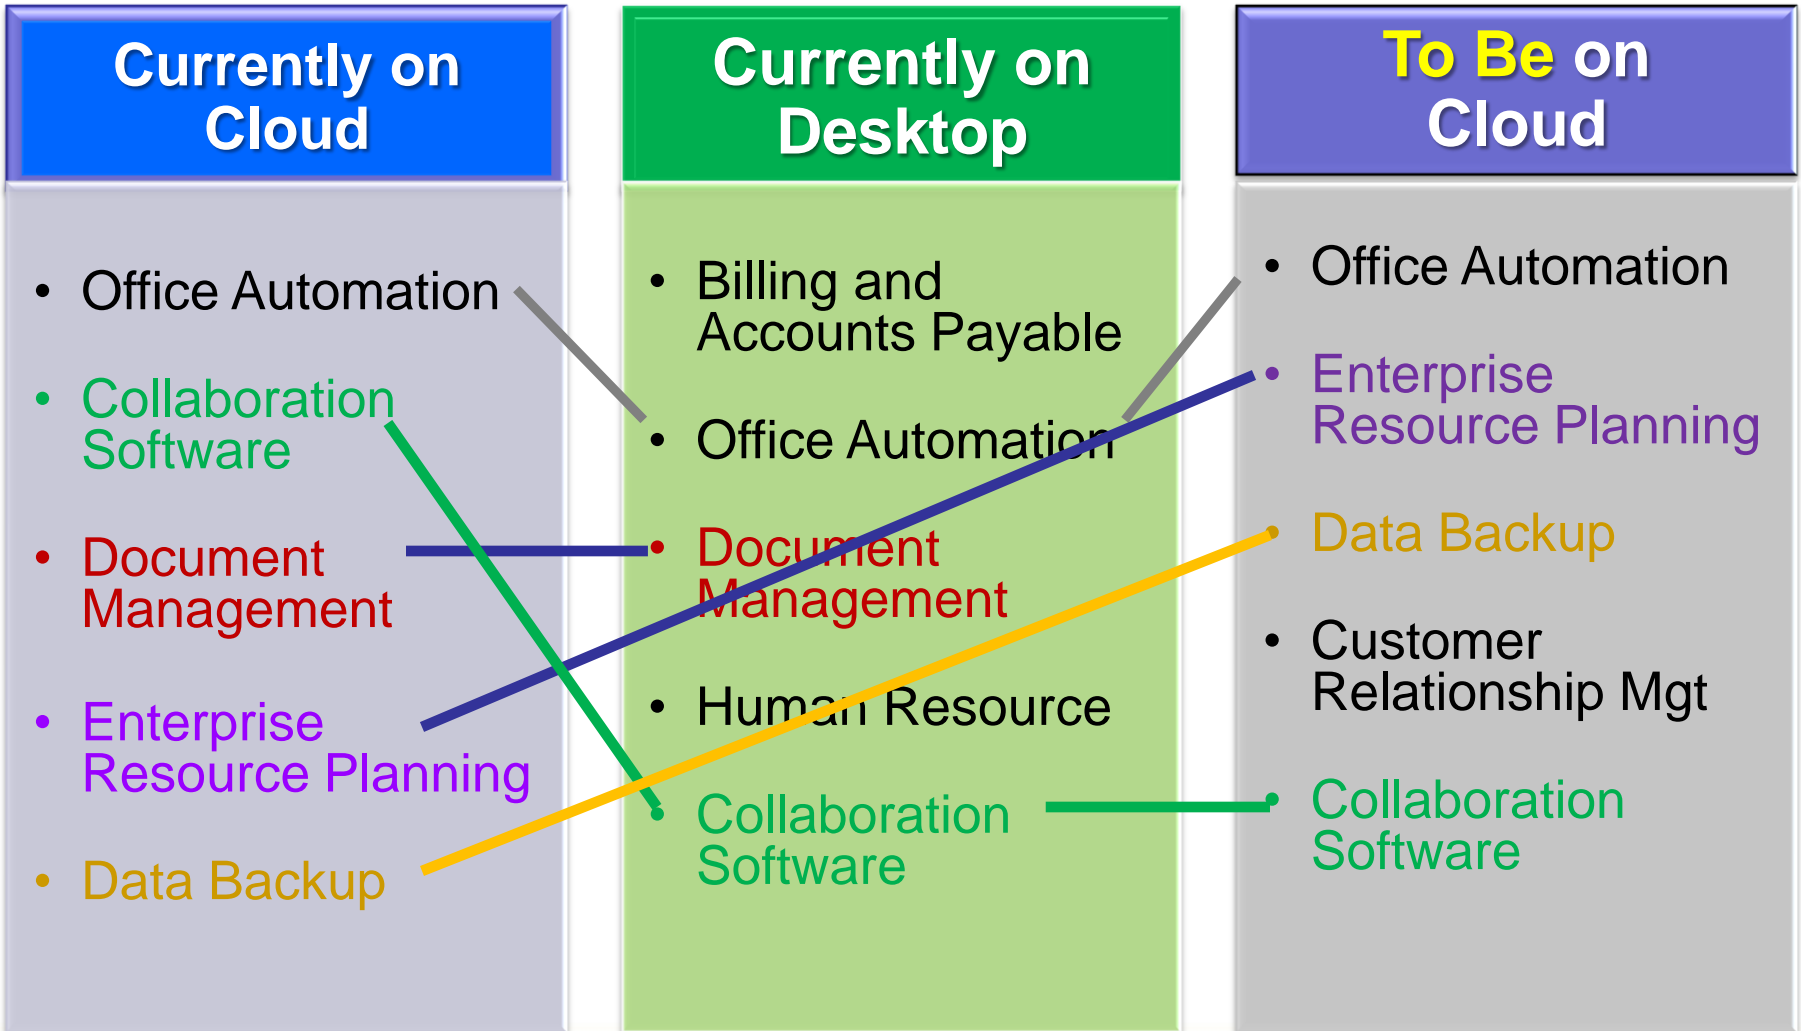 Currently on
Cloud
• Office Automation
• Collaboration
Software
• Document
Management
• Enterprise
Resource Planning
• Data Backup
Currently on
Desktop
• Billing and
Accounts Payable
• Office Automation
• Document
Management
• Human Resource
• Collaboration
Software
To Be on
Cloud
• Office Automation
• Enterprise
Resource Planning
• Data Backup
• Customer
Relationship Mgt
• Collaboration
Software